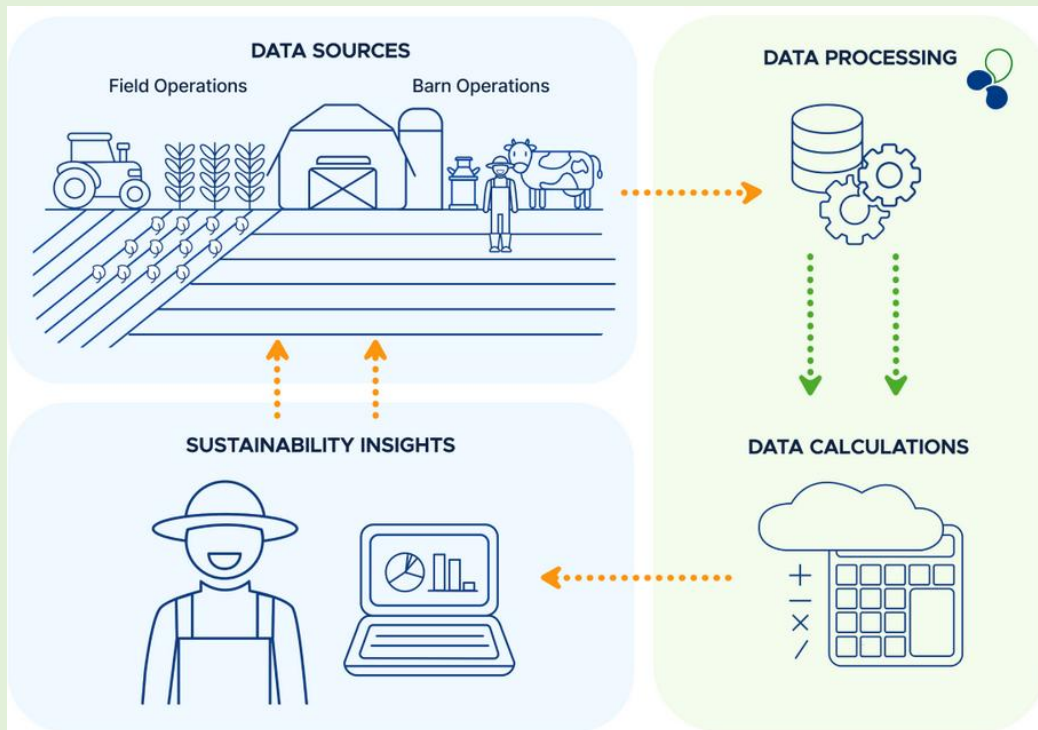 DATA SOURCES
Field Operations
Barn Operations
DATA PROCESSING
SUSTAINABILITY INSIGHTS
DATA CALCULATIONS
+
−
×
/